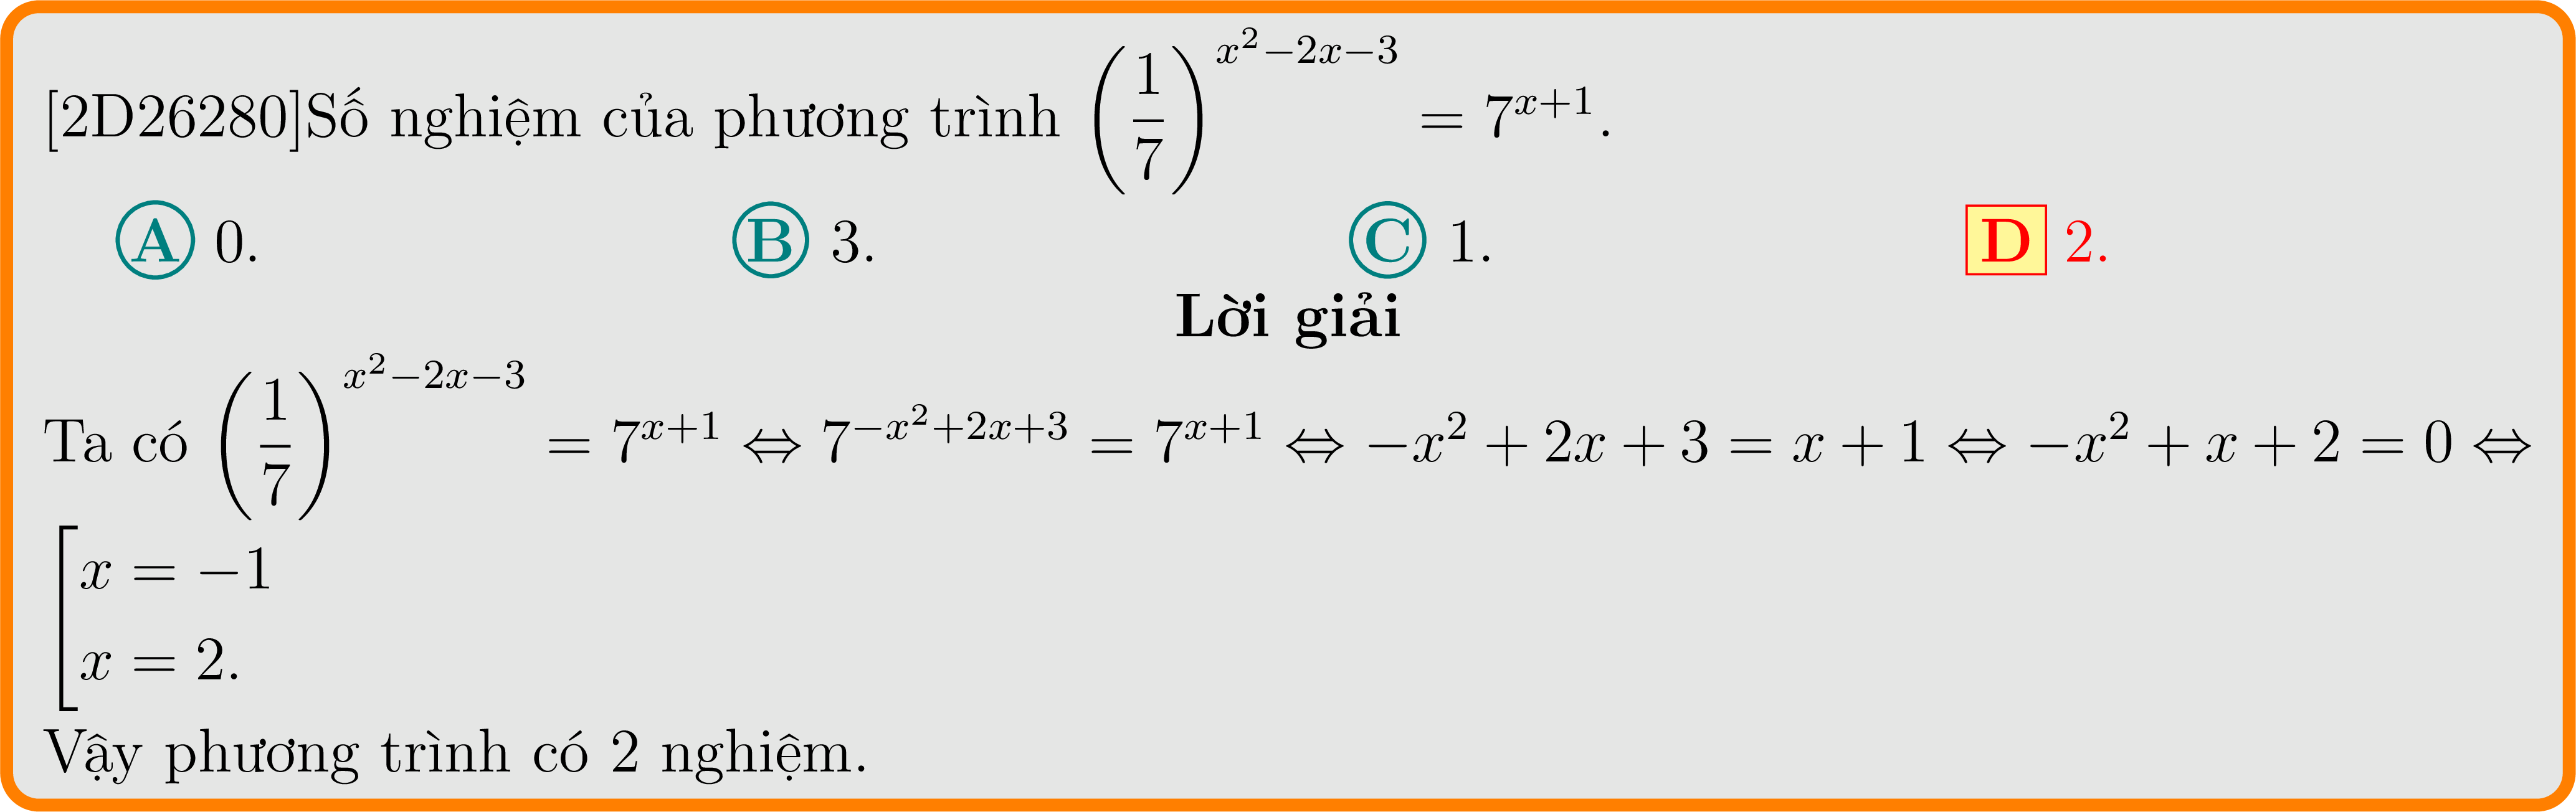 [2D26280]Số nghiệm của phương trình $\left(\dfrac{1}{7}\right)^{x^2-2x-3} = 7^{x+1}$.
A 0. B 3. C 1. D 2.
Lời giải
Ta có $\left(\dfrac{1}{7}\right)^{x^2-2x-3} = 7^{x+1} \Leftrightarrow 7^{-x^2+2x+3} = 7^{x+1} \Leftrightarrow -x^2+2x+3 = x+1 \Leftrightarrow -x^2+x+2 = 0 \Leftrightarrow$
$\left[\begin{array}{l} x = -1 \\ x = 2. \end{array}\right.$
Vậy phương trình có 2 nghiệm.